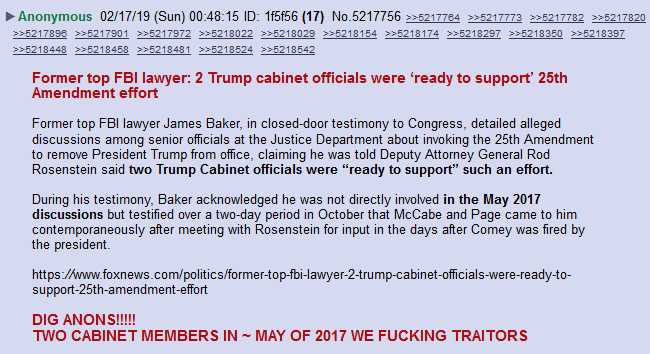 ▶Anonymous 02/17/19 (Sun) 00:48:15 ID: 1f5f56 (17) No.5217756 >>5217764 >>5217773 >>5217782 >>5217820
>>5217896 >>5217901 >>5217972 >>5218022 >>5218029 >>5218154 >>5218174 >>5218297 >>5218350 >>5218397
>>5218448 >>5218458 >>5218481 >>5218524 >>5218542
Former top FBI lawyer: 2 Trump cabinet officials were ‘ready to support’ 25th
Amendment effort
Former top FBI lawyer James Baker, in closed-door testimony to Congress, detailed alleged
discussions among senior officials at the Justice Department about invoking the 25th Amendment
to remove President Trump from office, claiming he was told Deputy Attorney General Rod
Rosenstein said two Trump Cabinet officials were “ready to support” such an effort.
During his testimony, Baker acknowledged he was not directly involved in the May 2017
discussions but testified over a two-day period in October that McCabe and Page came to him
contemporaneously after meeting with Rosenstein for input in the days after Comey was fired by
the president.
https://www.foxnews.com/politics/former-top-fbi-lawyer-2-trump-cabinet-officials-were-ready-to-
support-25th-amendment-effort
DIG ANONS!!!!!
TWO CABINET MEMBERS IN ~ MAY OF 2017 WE FUCKING TRAITORS